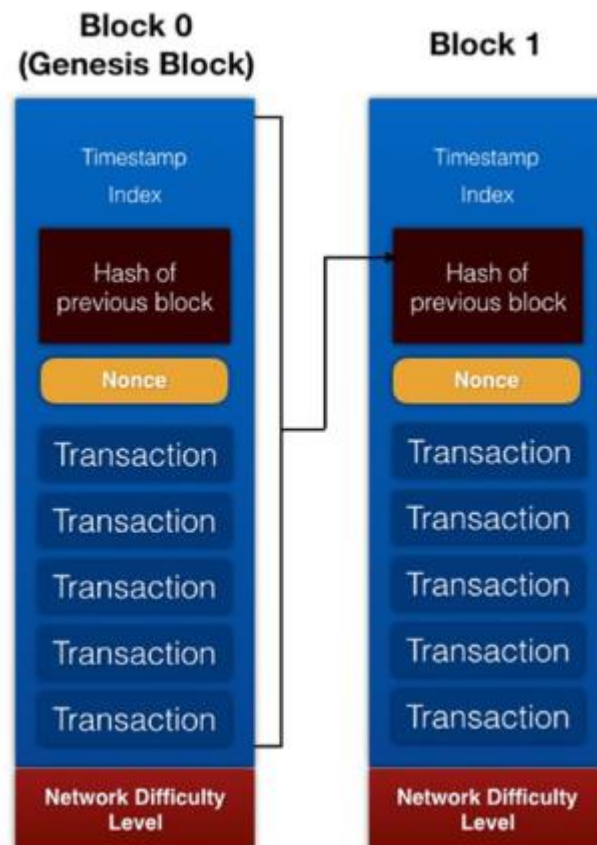 Block 0
(Genesis Block)
Timestamp
Index
Hash of
previous block
Nonce
Transaction
Transaction
Transaction
Transaction
Transaction
Network Difficulty
Level
Block 1
Timestamp
Index
Hash of
previous block
Nonce
Transaction
Transaction
Transaction
Transaction
Transaction
Network Difficulty
Level